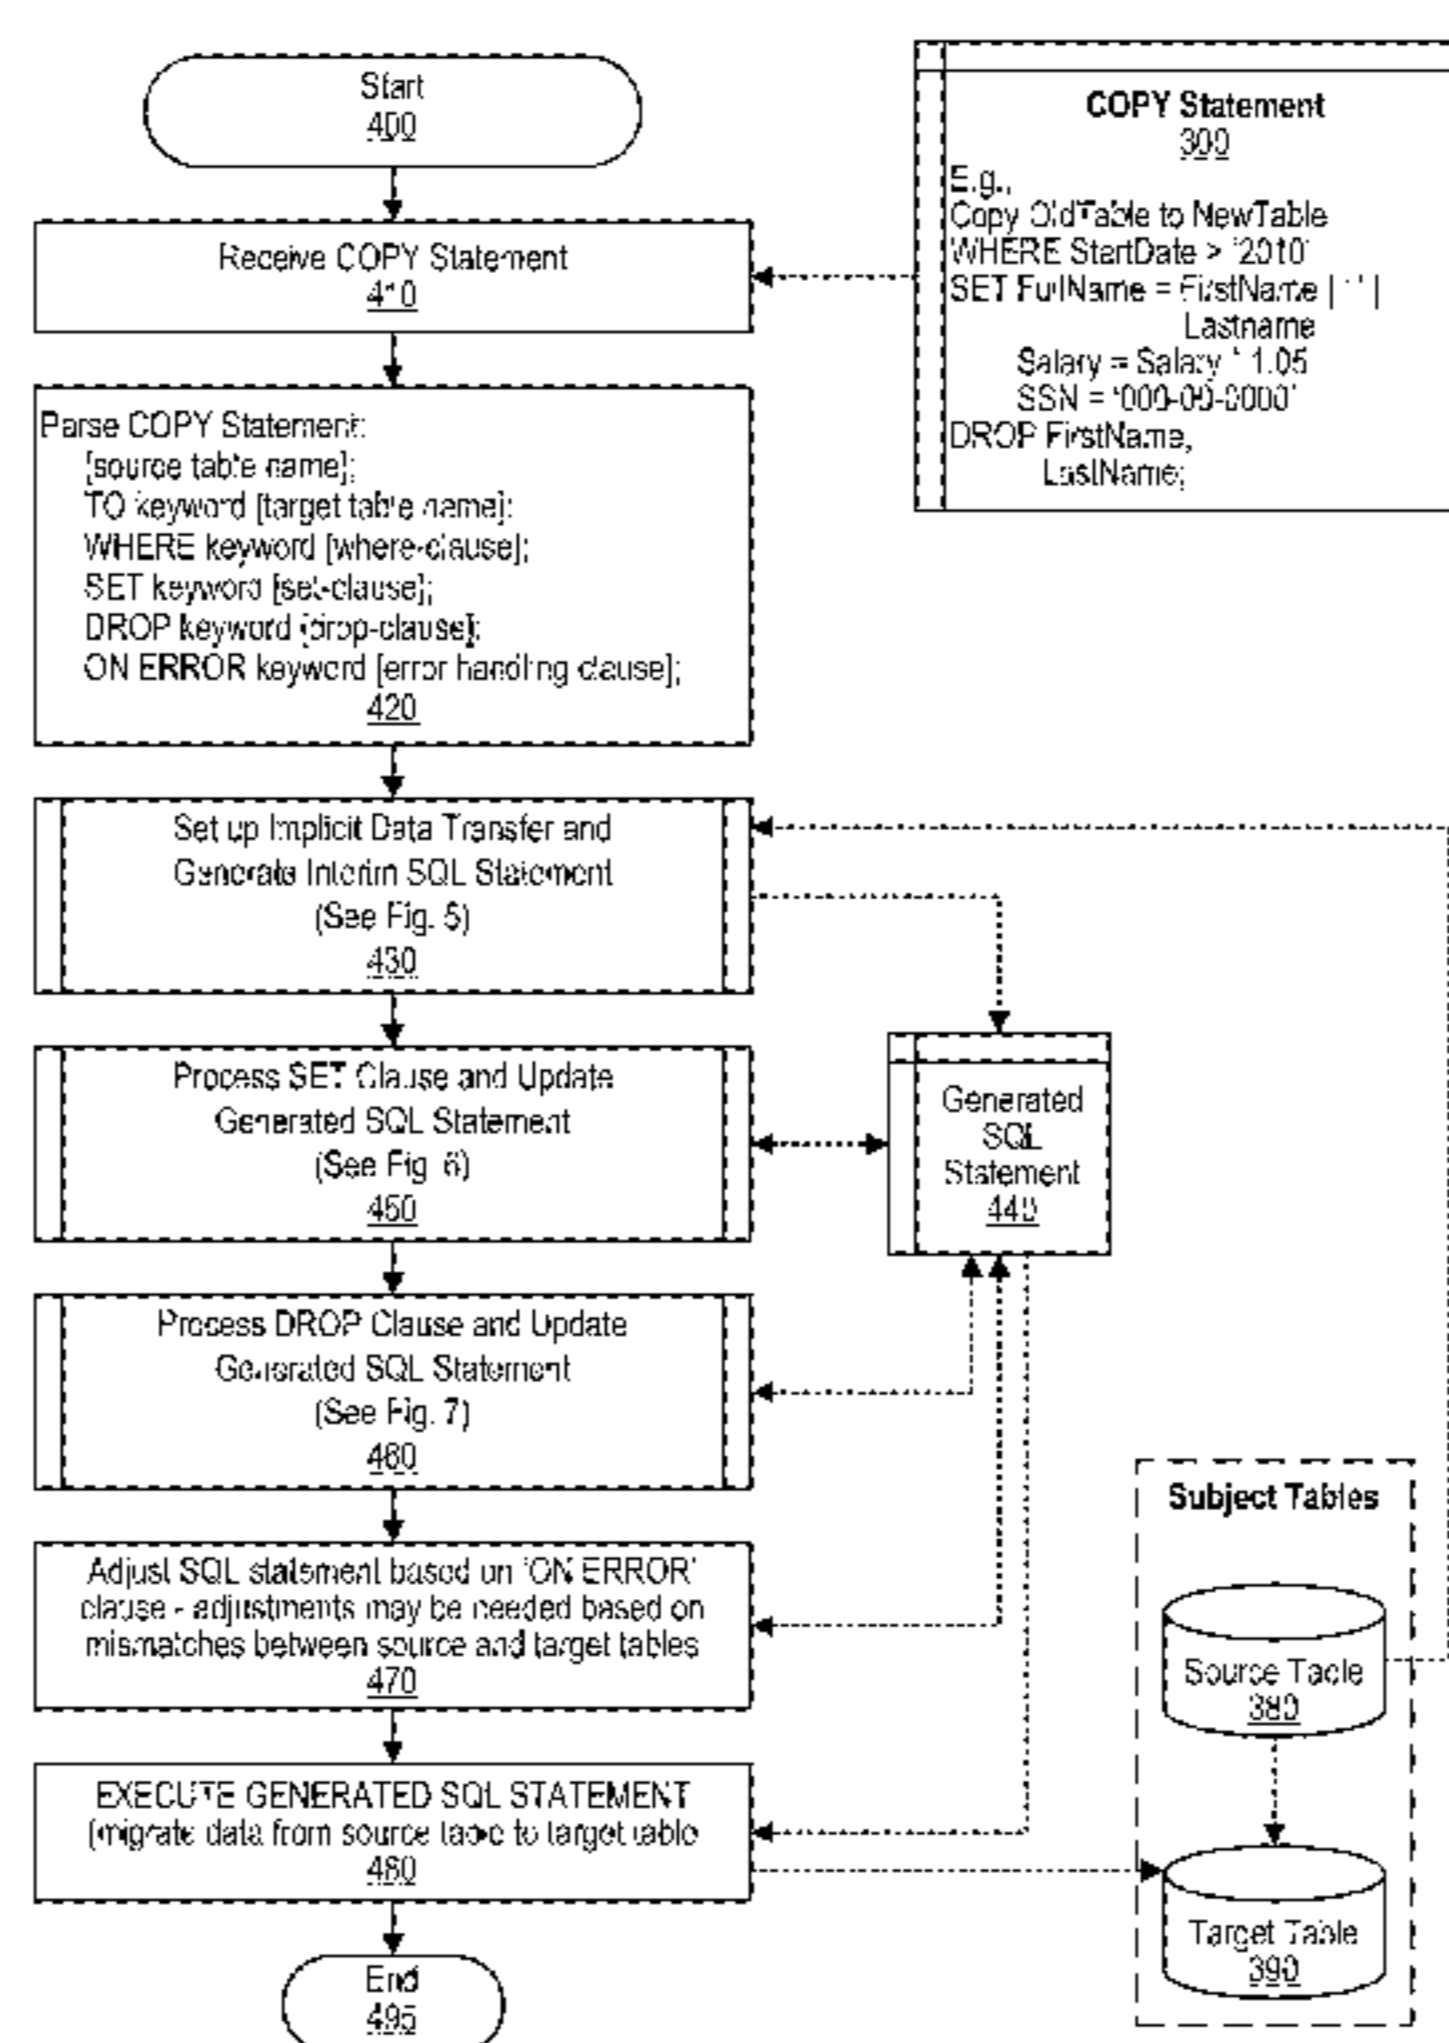 Start
400
Receive COPY Statement
410
Parse COPY Statement:
[source table name];
TO keyword [target table name];
WHERE keyword [where-clause];
SET keyword [set-clause];
DROP keyword [drop-clause];
ON ERROR keyword [error handling clause];
420
Set up Implicit Data Transfer and
Generate Interim SQL Statement
(See Fig. 5)
430
Process SET Clause and Update
Generated SQL Statement
(See Fig. 6)
450
Process DROP Clause and Update
Generated SQL Statement
(See Fig. 7)
460
Adjust SQL statement based on 'ON ERROR'
clause - adjustments may be needed based on
mismatches between source and target tables
470
EXECUTE GENERATED SQL STATEMENT
(migrate data from source table to target table
480
End
495
COPY Statement
300
E.g.,
Copy OldTable to NewTable
WHERE StartDate > '2010'
SET FullName = FirstName | ' ' |
Lastname
Salary = Salary * 1.05
SSN = '000-00-0000'
DROP FirstName,
LastName;
Generated
SQL
Statement
440
Subject Tables
Source Table
380
Target Table
390